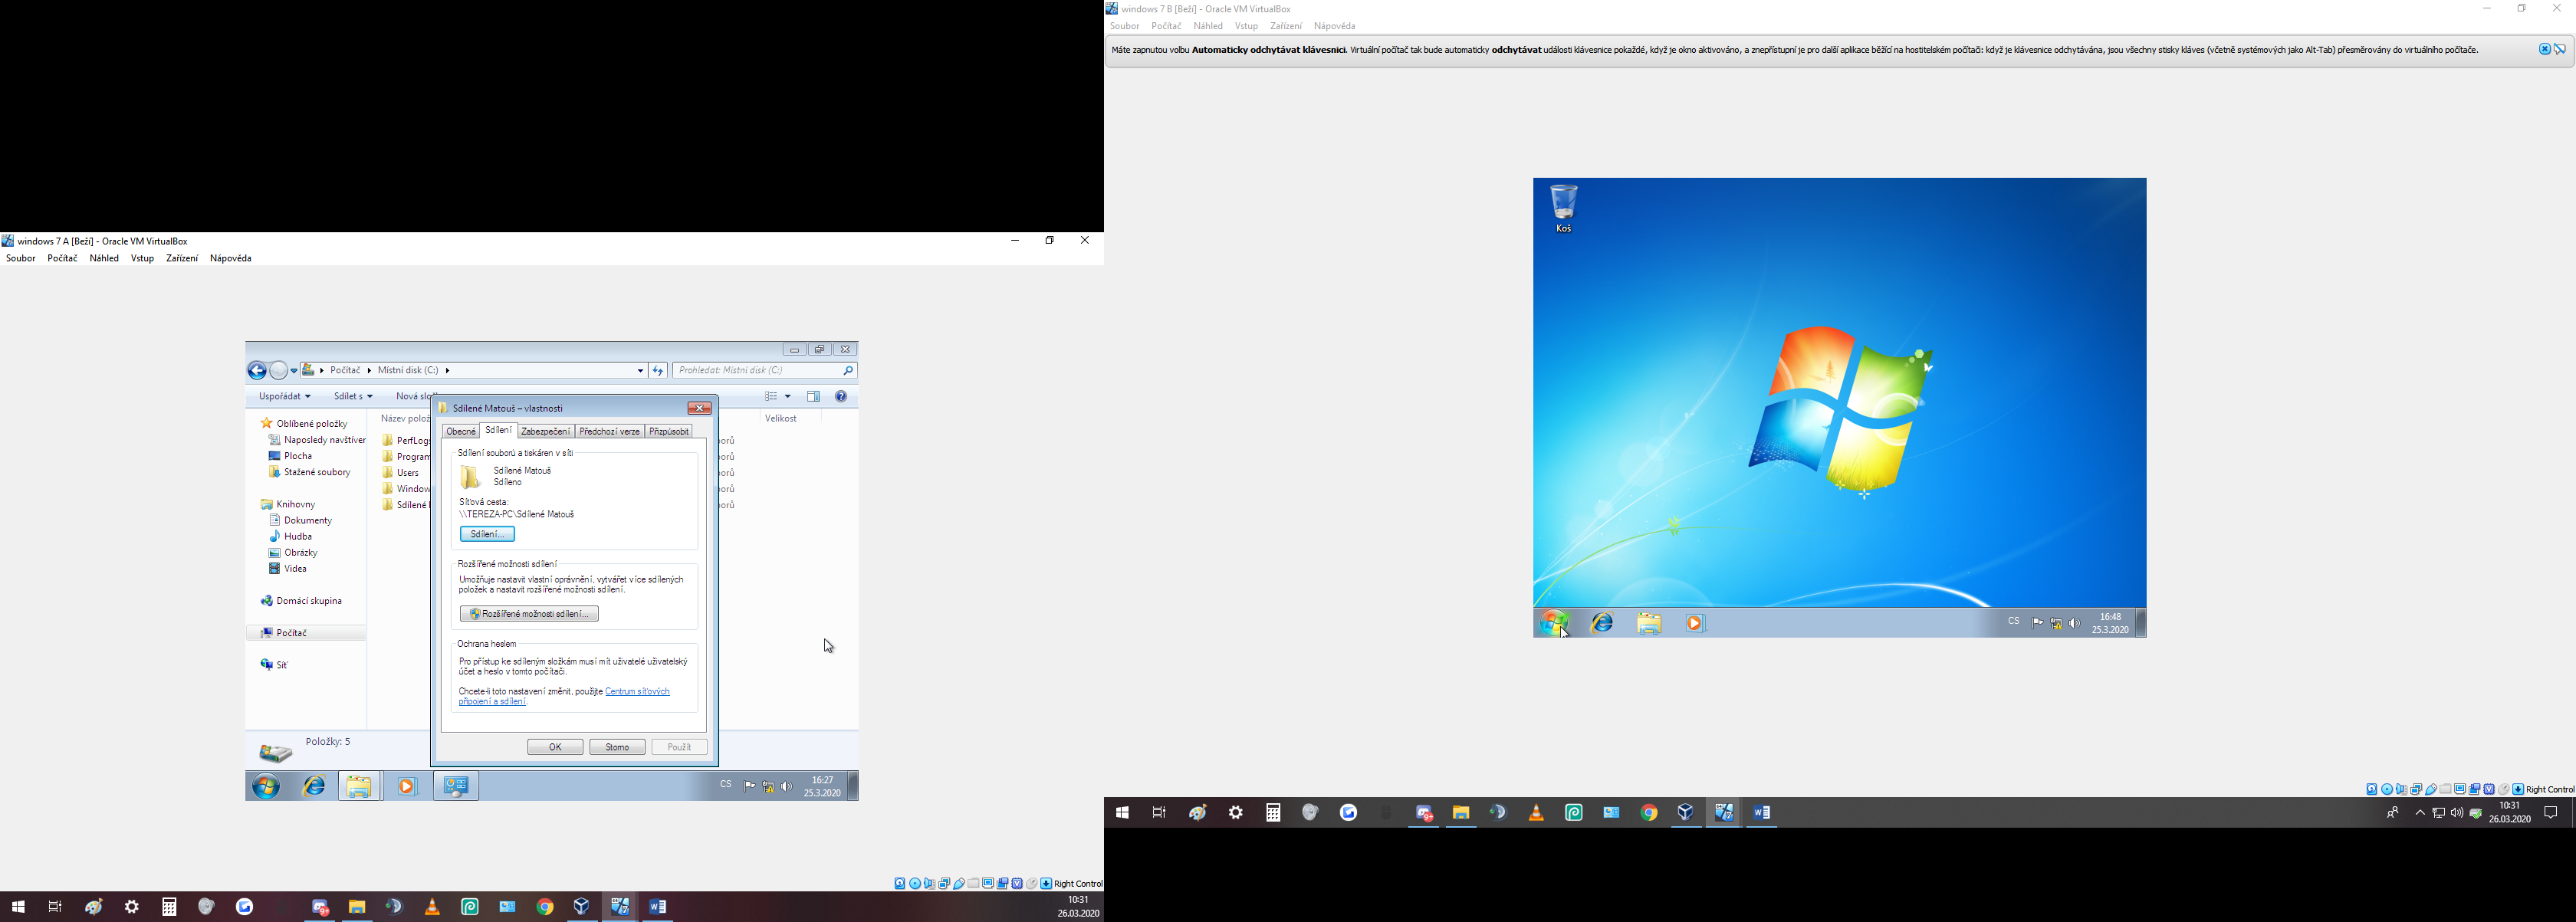 windows 7 A [Beží] - Oracle VM VirtualBox
Soubor Počítač Náhled Vstup Zařízení Nápověda
Počítač Místní disk (C:)
Prohledat: Místní disk (C:)
Uspořádat Sdílet s Nová slo
Oblíbené položky
Naposledy navštíver
Plocha
Stažené soubory
Knihovny
Dokumenty
Hudba
Obrázky
Videa
Domácí skupina
Počítač
Síť
Název polož
Velikost
PerfLogs
Program
Users
Window
Sdílené
orů
orů
orů
orů
orů
Sdílené Matouš – vlastnosti
Obecné Sdílení Zabezpečení Předchozí verze Přizpůsobit
Sdílení souborů a tiskáren v síti
Sdílené Matouš
Sdíleno
Síťová cesta:
\\TEREZA-PC\Sdílené Matouš
Sdílení...
Rozšířené možnosti sdílení
Umožňuje nastavit vlastní oprávnění, vytvářet více sdílených
položek a nastavit rozšířené možnosti sdílení.
Rozšířené možnosti sdílení...
Ochrana heslem
Pro přístup ke sdíleným složkám musí mít uživatelé uživatelský
účet a heslo v tomto počítači.
Chcete-li toto nastavení změnit, použijte Centrum síťových
připojení a sdílení.
OK Storno Použít
Položky: 5
CS
16:27
25.3.2020
Right Control
9+
10:31
26.03.2020
windows 7 B [Beží] - Oracle VM VirtualBox
Soubor Počítač Náhled Vstup Zařízení Nápověda
Máte zapnutou volbu Automaticky odchytávat klávesnici. Virtuální počítač tak bude automaticky odchytávat události klávesnice pokaždé, když je okno aktivováno, a znepřístupní je pro další aplikace běžící na hostitelském počítači: když je klávesnice odchytávána, jsou všechny stisky kláves (včetně systémových jako Alt-Tab) přesměrovány do virtuálního počítače.
Koš
CS
16:48
25.3.2020
Right Control
9+
10:31
26.03.2020